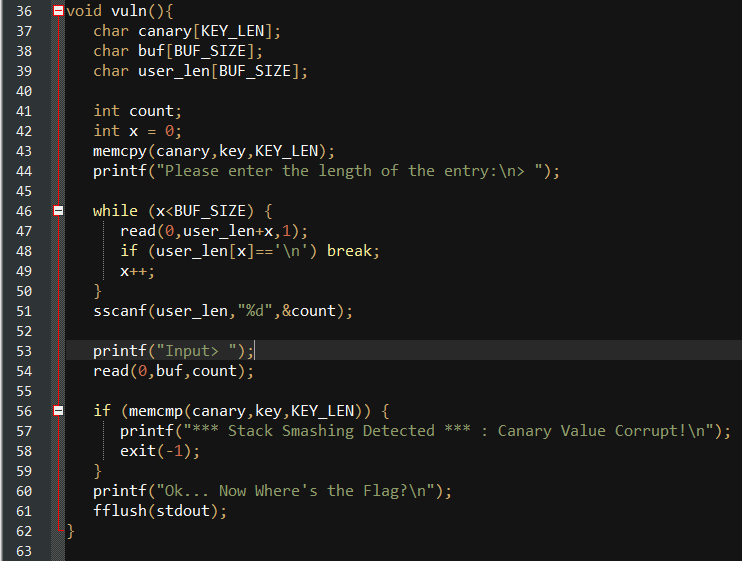 36 void vuln(){
37 char canary[KEY_LEN];
38 char buf[BUF_SIZE];
39 char user_len[BUF_SIZE];
40
41 int count;
42 int x = 0;
43 memcpy(canary,key,KEY_LEN);
44 printf("Please enter the length of the entry:\n> ");
45
46 while (x<BUF_SIZE) {
47 read(0,user_len+x,1);
48 if (user_len[x]=='\n') break;
49 x++;
50 }
51 sscanf(user_len,"%d",&count);
52
53 printf("Input> ");
54 read(0,buf,count);
55
56 if (memcmp(canary,key,KEY_LEN)) {
57 printf("*** Stack Smashing Detected *** : Canary Value Corrupt!\n");
58 exit(-1);
59 }
60 printf("Ok... Now Where's the Flag?\n");
61 fflush(stdout);
62 }
63